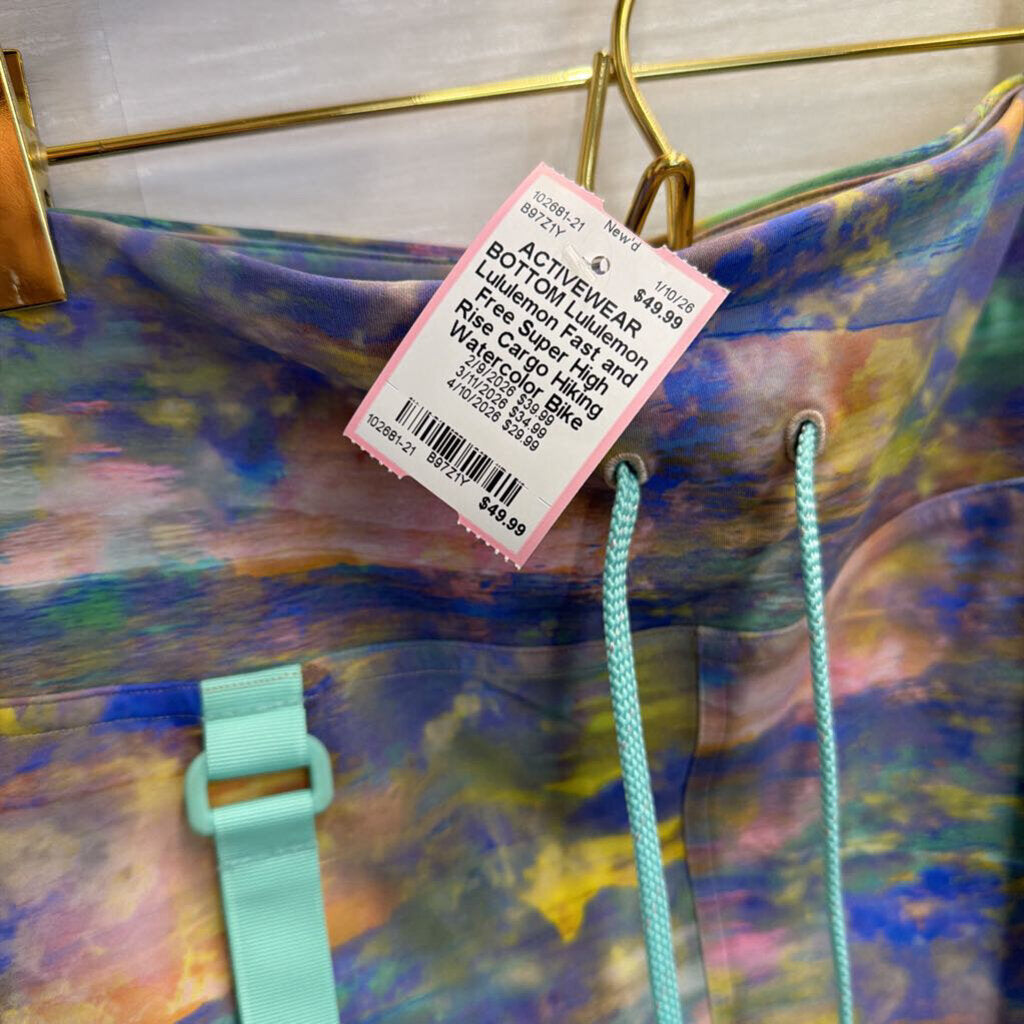 102681-21
B97Z1Y New'd
1/10/26
$49.99
ACTIVEWEAR
BOTTOM Lululemon
Lululemon Fast and
Free Super High
Rise Cargo Hiking
Watercolor Bike
2/9/2026 $39.99
3/11/2026 $34.99
4/10/2026 $29.99
102681-21 B97Z1Y $49.99